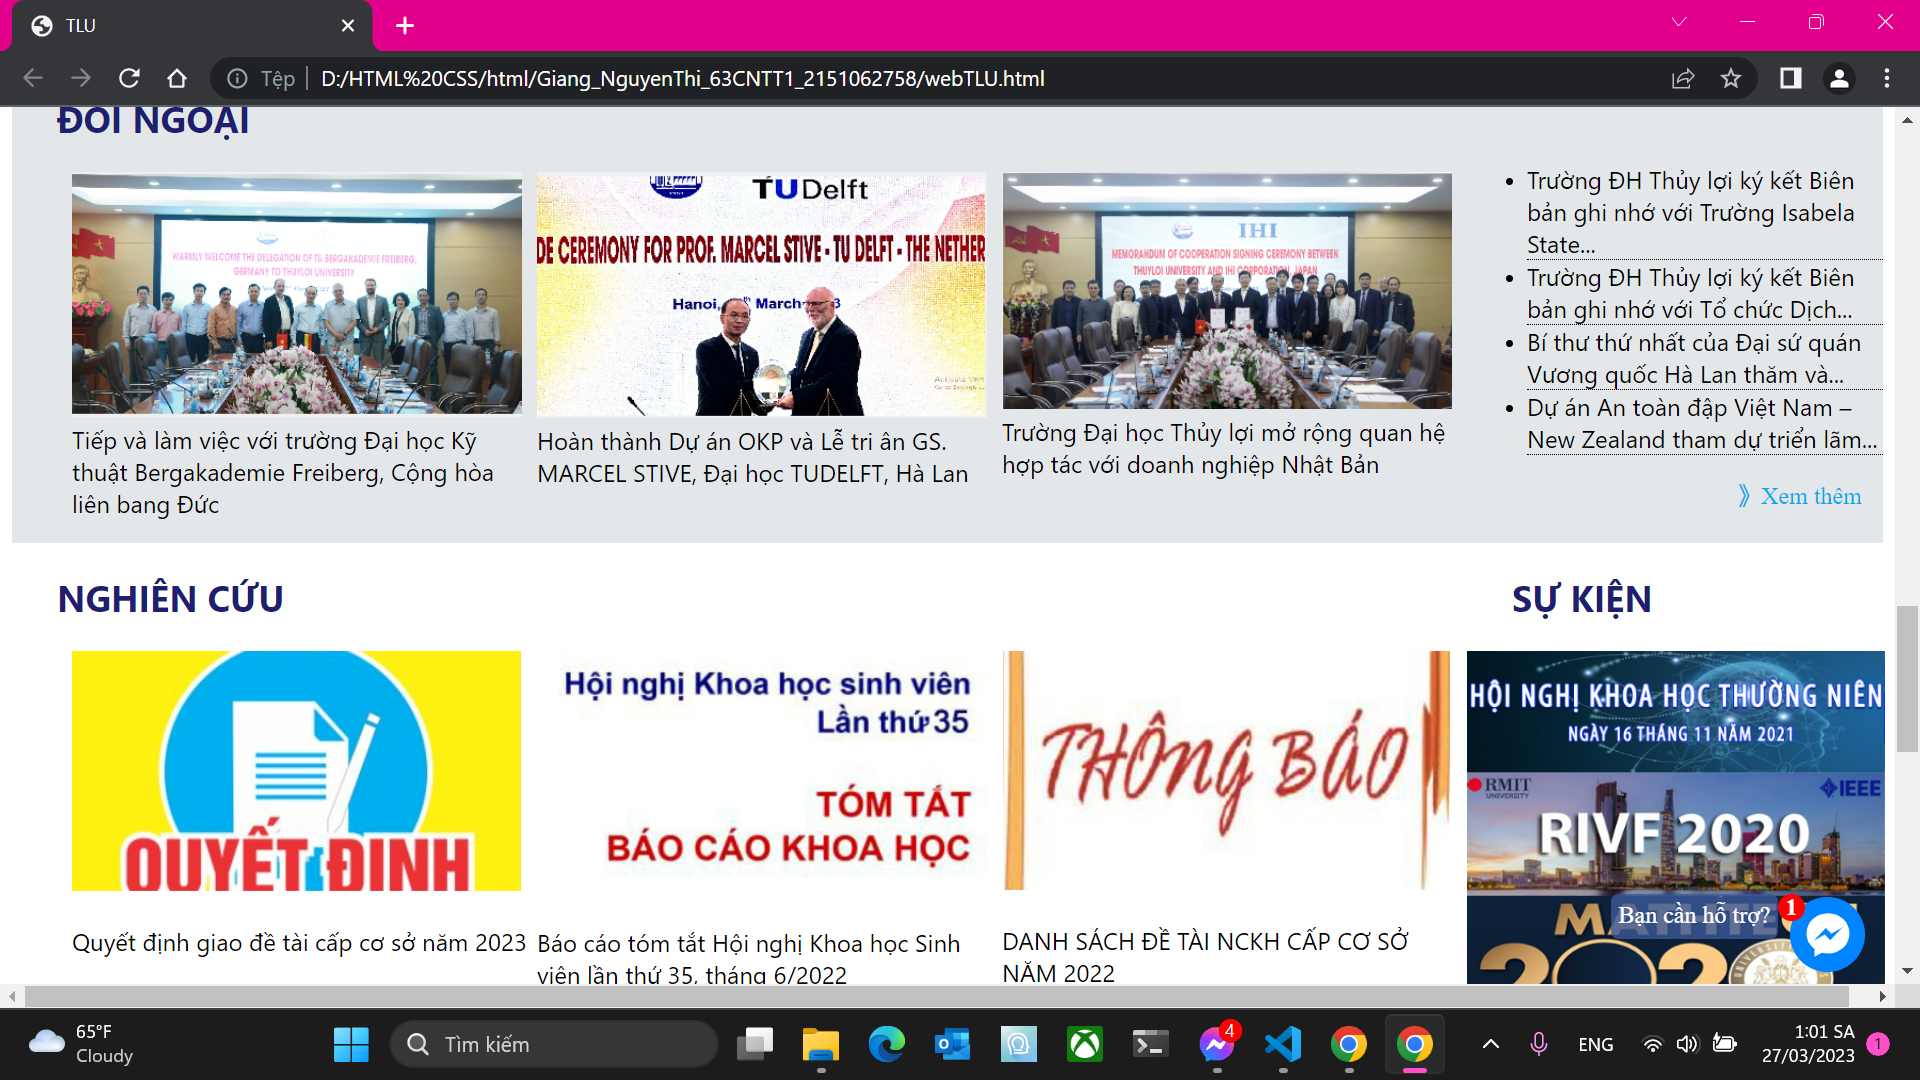 TLU
Tệp
D:/HTML%20CSS/html/Giang_NguyenThi_63CNTT1_2151062758/webTLU.html
ĐỐI NGOẠI
WARMLY WELCOME THE DELEGATION OF TU BERGAKADEMIE FREIBERG,
GERMANY TO THUYLOI UNIVERSITY
Tiếp và làm việc với trường Đại học Kỹ
thuật Bergakademie Freiberg, Cộng hòa
liên bang Đức
TU Delft
DE CEREMONY FOR PROF. MARCEL STIVE - TU DELFT - THE NETHER
Hanoi, March
Hoàn thành Dự án OKP và Lễ tri ân GS.
MARCEL STIVE, Đại học TUDELFT, Hà Lan
IHI
MEMORANDUM OF COOPERATION SIGNING CEREMONY BETWEEN
THUYLOI UNIVERSITY AND IHI CORPORATION, JAPAN
Trường Đại học Thủy lợi mở rộng quan hệ
hợp tác với doanh nghiệp Nhật Bản
Trường ĐH Thủy lợi ký kết Biên
bản ghi nhớ với Trường Isabela
State...
Trường ĐH Thủy lợi ký kết Biên
bản ghi nhớ với Tổ chức Dịch...
Bí thư thứ nhất của Đại sứ quán
Vương quốc Hà Lan thăm và...
Dự án An toàn đập Việt Nam –
New Zealand tham dự triển lãm...
》Xem thêm
NGHIÊN CỨU
QUYẾT ĐỊNH
Quyết định giao đề tài cấp cơ sở năm 2023
Hội nghị Khoa học sinh viên
Lần thứ 35
TÓM TẮT
BÁO CÁO KHOA HỌC
Báo cáo tóm tắt Hội nghị Khoa học Sinh
viên lần thứ 35, tháng 6/2022
THÔNG BÁO
DANH SÁCH ĐỀ TÀI NCKH CẤP CƠ SỞ
NĂM 2022
SỰ KIỆN
HỘI NGHỊ KHOA HỌC THƯỜNG NIÊN
NGÀY 16 THÁNG 11 NĂM 2021
RMIT
UNIVERSITY
IEEE
RIVF 2020
Bạn cần hỗ trợ?
1
2020
65°F
Cloudy
Tìm kiếm
4
ENG
1:01 SA
27/03/2023
1